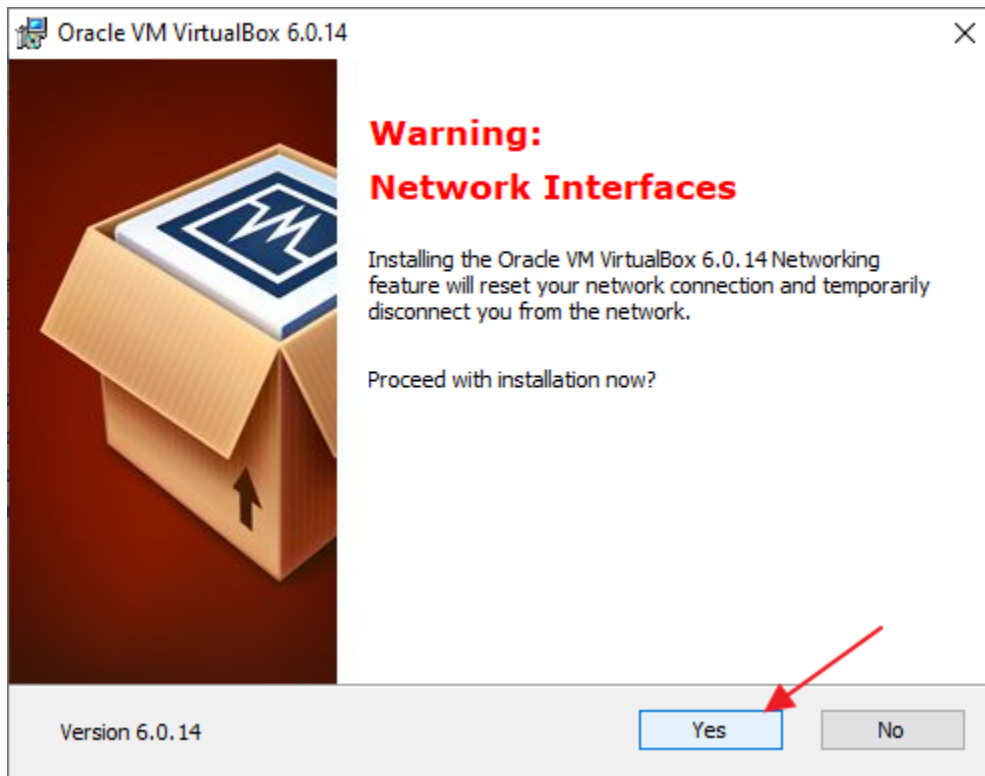 Oracle VM VirtualBox 6.0.14
Warning:
Network Interfaces
Installing the Oracle VM VirtualBox 6.0.14 Networking
feature will reset your network connection and temporarily
disconnect you from the network.
Proceed with installation now?
Version 6.0.14
Yes
No